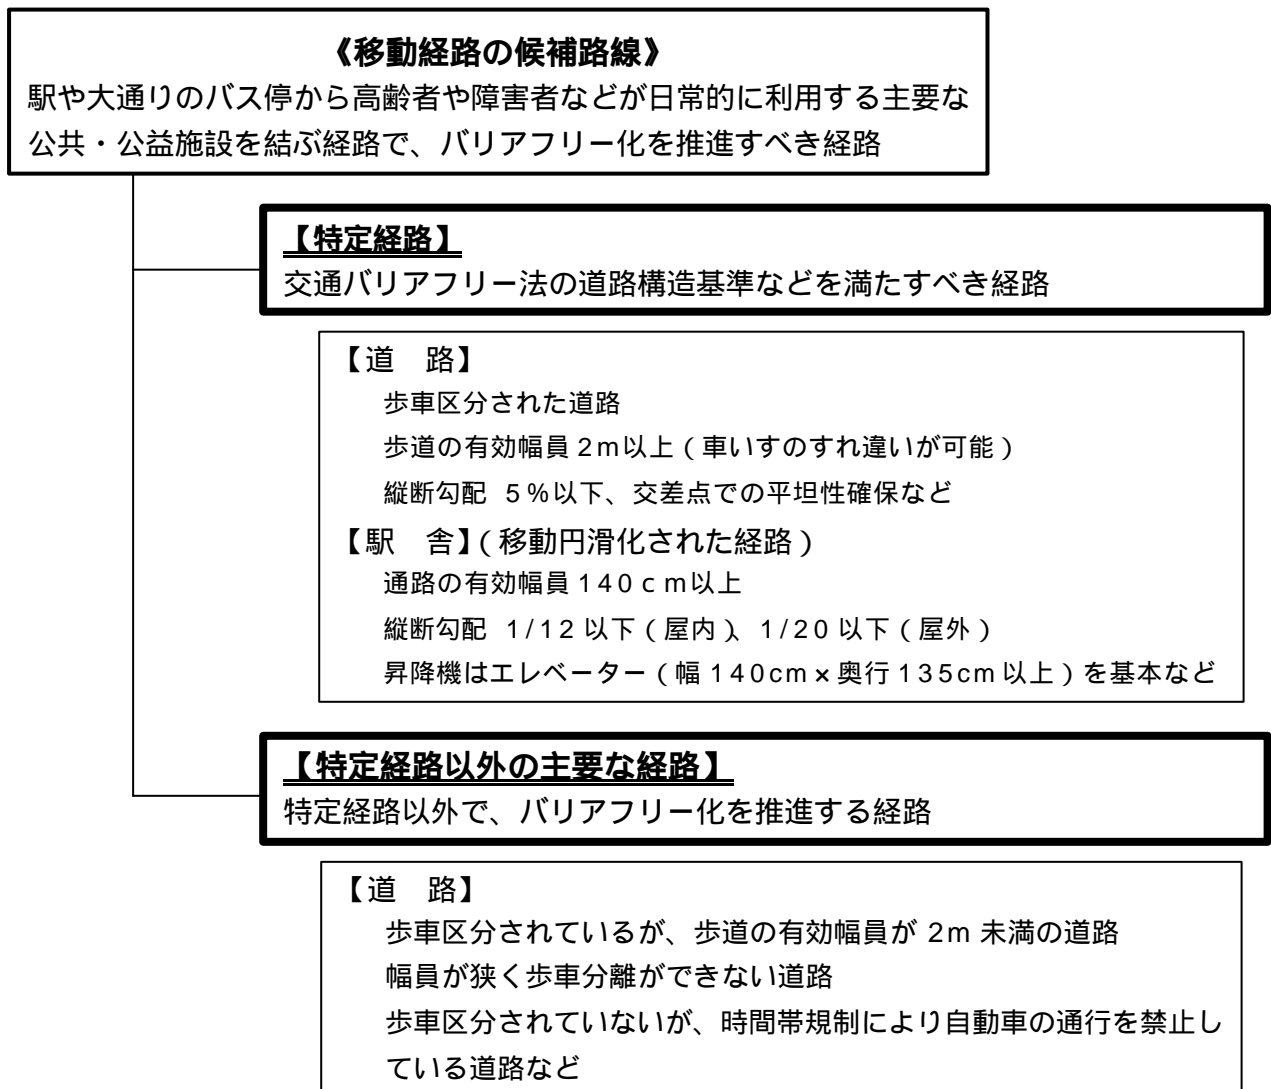 《移動経路の候補路線》
駅や大通りのバス停から高齢者や障害者などが日常的に利用する主要な
公共・公益施設を結ぶ経路で、バリアフリー化を推進すべき経路
【特定経路】
交通バリアフリー法の道路構造基準などを満たすべき経路
【道　路】
歩車区分された道路
歩道の有効幅員 2m以上（車いすのすれ違いが可能）
縦断勾配 5%以下、交差点での平坦性確保など
【駅　舎】（移動円滑化された経路）
通路の有効幅員 140cm以上
縦断勾配 1/12 以下（屋内）、1/20 以下（屋外）
昇降機はエレベーター（幅 140cm×奥行 135cm 以上）を基本など
【特定経路以外の主要な経路】
特定経路以外で、バリアフリー化を推進する経路
【道　路】
歩車区分されているが、歩道の有効幅員が 2m 未満の道路
幅員が狭く歩車分離ができない道路
歩車区分されていないが、時間帯規制により自動車の通行を禁止し
ている道路など